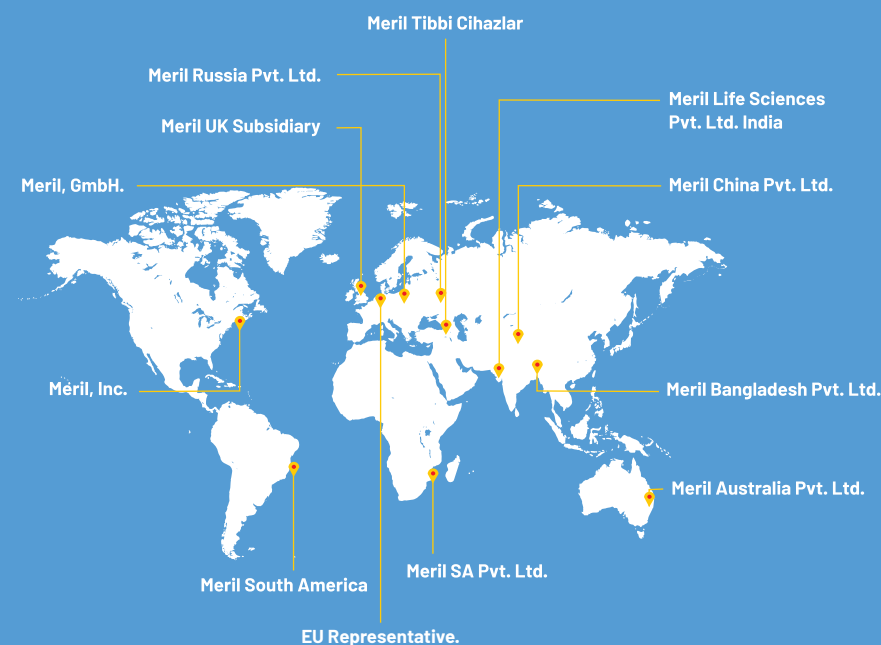 Meril Tibbi Cihazlar
Meril Russia Pvt. Ltd.
Meril Life Sciences
Pvt. Ltd. India
Meril UK Subsidiary
Meril, GmbH.
Meril China Pvt. Ltd.
Meril, Inc.
Meril Bangladesh Pvt. Ltd.
Meril Australia Pvt. Ltd.
Meril SA Pvt. Ltd.
Meril South America
EU Representative.